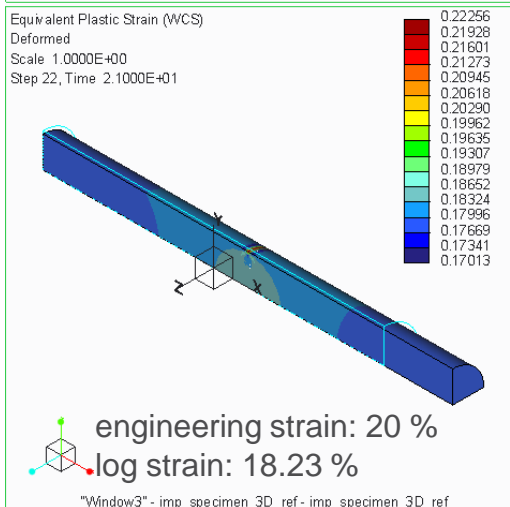 Equivalent Plastic Strain (WCS)
Deformed
Scale 1.0000E+00
Step 22, Time 2.1000E+01
0.22256
0.21928
0.21601
0.21273
0.20945
0.20618
0.20290
0.19962
0.19635
0.19307
0.18979
0.18652
0.18324
0.17996
0.17669
0.17341
0.17013
Y
Z
X
engineering strain: 20 %
log strain: 18.23 %
"Window3" - imp_specimen_3D_ref - imp_specimen_3D_ref